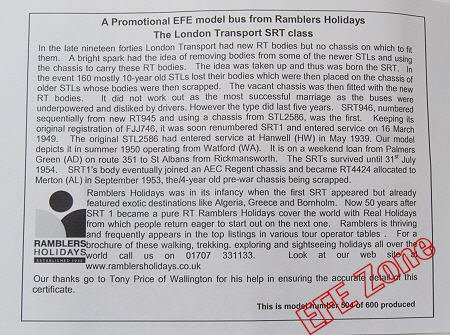 A Promotional EFE model bus from Ramblers Holidays
The London Transport SRT class
In the late nineteen forties London Transport had new RT bodies but no chassis on which to fit
them. A bright spark had the idea of removing bodies from some of the newer STLs and using
the chassis to carry these RT bodies. The idea was taken up and thus was born the SRT. In
the event 160 mostly 10-year old STLs lost their bodies which were then placed on the chassis of
older STLs whose bodies were then scrapped. The vacant chassis was then fitted with the new
RT bodies. It did not work out as the most successful marriage as the buses were
underpowered and disliked by drivers. However the type did last five years. SRT946, numbered
sequentially from new RT945 and using a chassis from STL2586, was the first. Keeping its
original registration of FJJ746, it was soon renumbered SRT1 and entered service on 16 March
1949. The original STL2586 had entered service at Hanwell (HW) in May 1939. Our model
depicts it in summer 1950 operating from Watford (WA). It is on a weekend loan from Palmers
Green (AD) on route 351 to St Albans from Rickmansworth. The SRTs survived until 31st July
1954. SRT1's body eventually joined an AEC Regent chassis and became RT4424 allocated to
Merton (AL) in September 1953, the/4-year old pre-war chassis being scrapped.
Ramblers Holidays was in its infancy when the first SRT appeared but already
featured exotic destinations like Algeria, Greece and Bornholm. Now 50 years after
SRT 1 became a pure RT Ramblers Holidays cover the world with Real Holidays
from which people return eager to start out on the next one. Ramblers is thriving
and frequently appears in the top listings in various tour operator tables . For a
brochure of these walking, trekking. exploring and sightseeing holidays all over the
world call us on 01707 331133. Look at our web site at
www.ramblersholidays.co.uk
RAMBLERS
HOLIDAYS
ESTABLISHED 1946
Our thanks go to Tony Price of Wallington for his help in ensuring the accurate detail of this
certificate.
This is model number 504 of 600 produced
EFE Zone